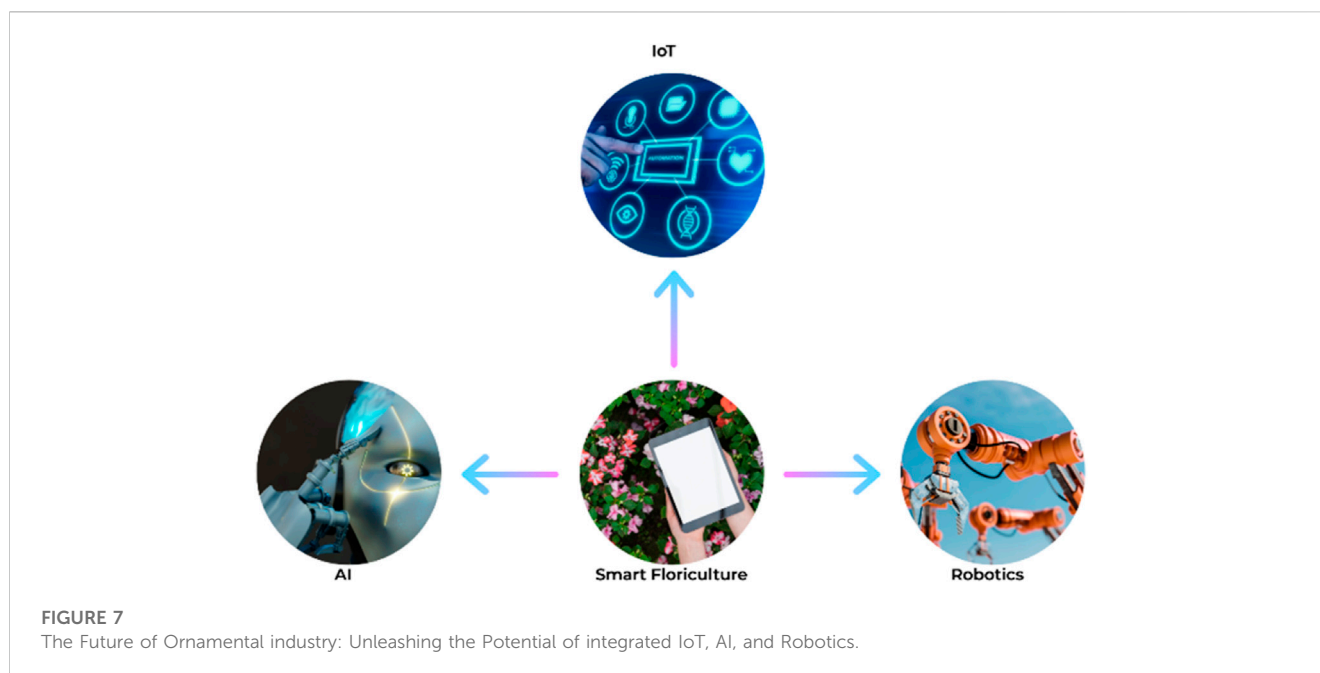 IoT
AUTOMATION
AI
Smart Floriculture
Robotics
FIGURE 7
The Future of Ornamental industry: Unleashing the Potential of integrated IoT, AI, and Robotics.